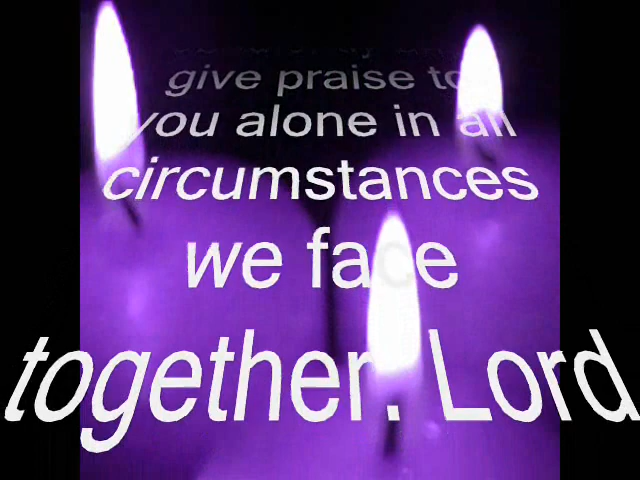 give praise to
you alone in all
circumstances
we face
together. Lord